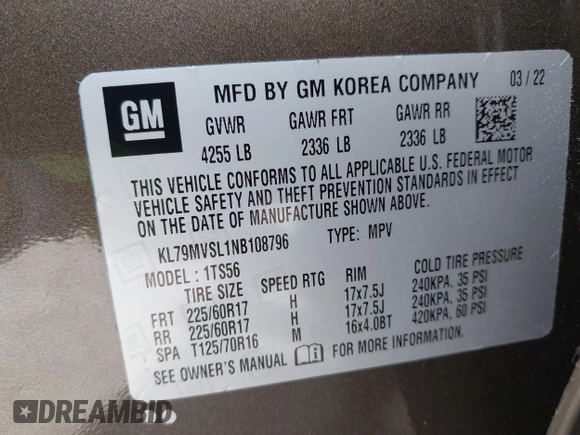 GM
MFD BY GM KOREA COMPANY 03 / 22
GVWR GAWR FRT GAWR RR
4255 LB 2336 LB 2336 LB
THIS VEHICLE CONFORMS TO ALL APPLICABLE U.S. FEDERAL MOTOR
VEHICLE SAFETY AND THEFT PREVENTION STANDARDS IN EFFECT
ON THE DATE OF MANUFACTURE SHOWN ABOVE.
KL79MVSL1NB108796 TYPE: MPV
MODEL : 1TS56
TIRE SIZE SPEED RTG RIM COLD TIRE PRESSURE
FRT 225/60R17 H 17x7.5J 240KPA, 35 PSI
RR 225/60R17 H 17x7.5J 240KPA, 35 PSI
SPA T125/70R16 M 16x4.0BT 420KPA, 60 PSI
SEE OWNER'S MANUAL FOR MORE INFORMATION.
DREAMBID